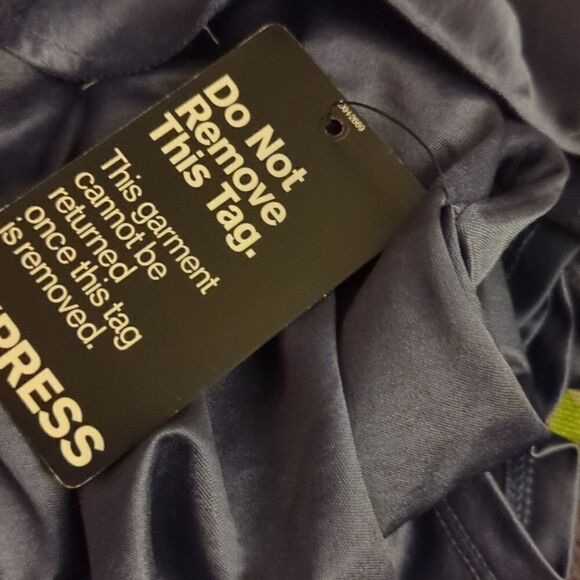 Do Not
Remove
This Tag.
This garment
cannot be
returned
once this tag
is removed.
PRESS